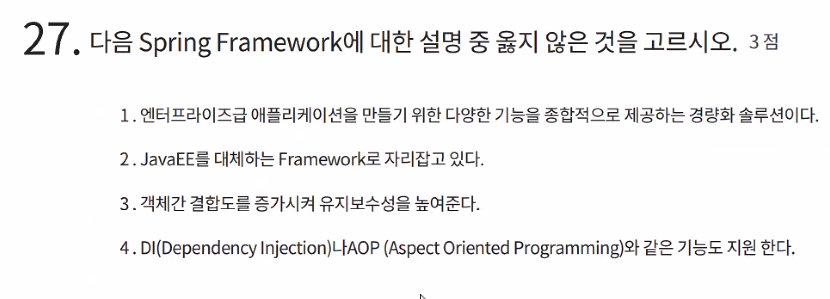 27. 다음 Spring Framework에 대한 설명 중 옳지 않은 것을 고르시오. 3 점
1. 엔터프라이즈급 애플리케이션을 만들기 위한 다양한 기능을 종합적으로 제공하는 경량화 솔루션이다.
2. JavaEE를 대체하는 Framework로 자리잡고 있다.
3. 객체간 결합도를 증가시켜 유지보수성을 높여준다.
4. DI(Dependency Injection)나AOP (Aspect Oriented Programming)와 같은 기능도 지원 한다.